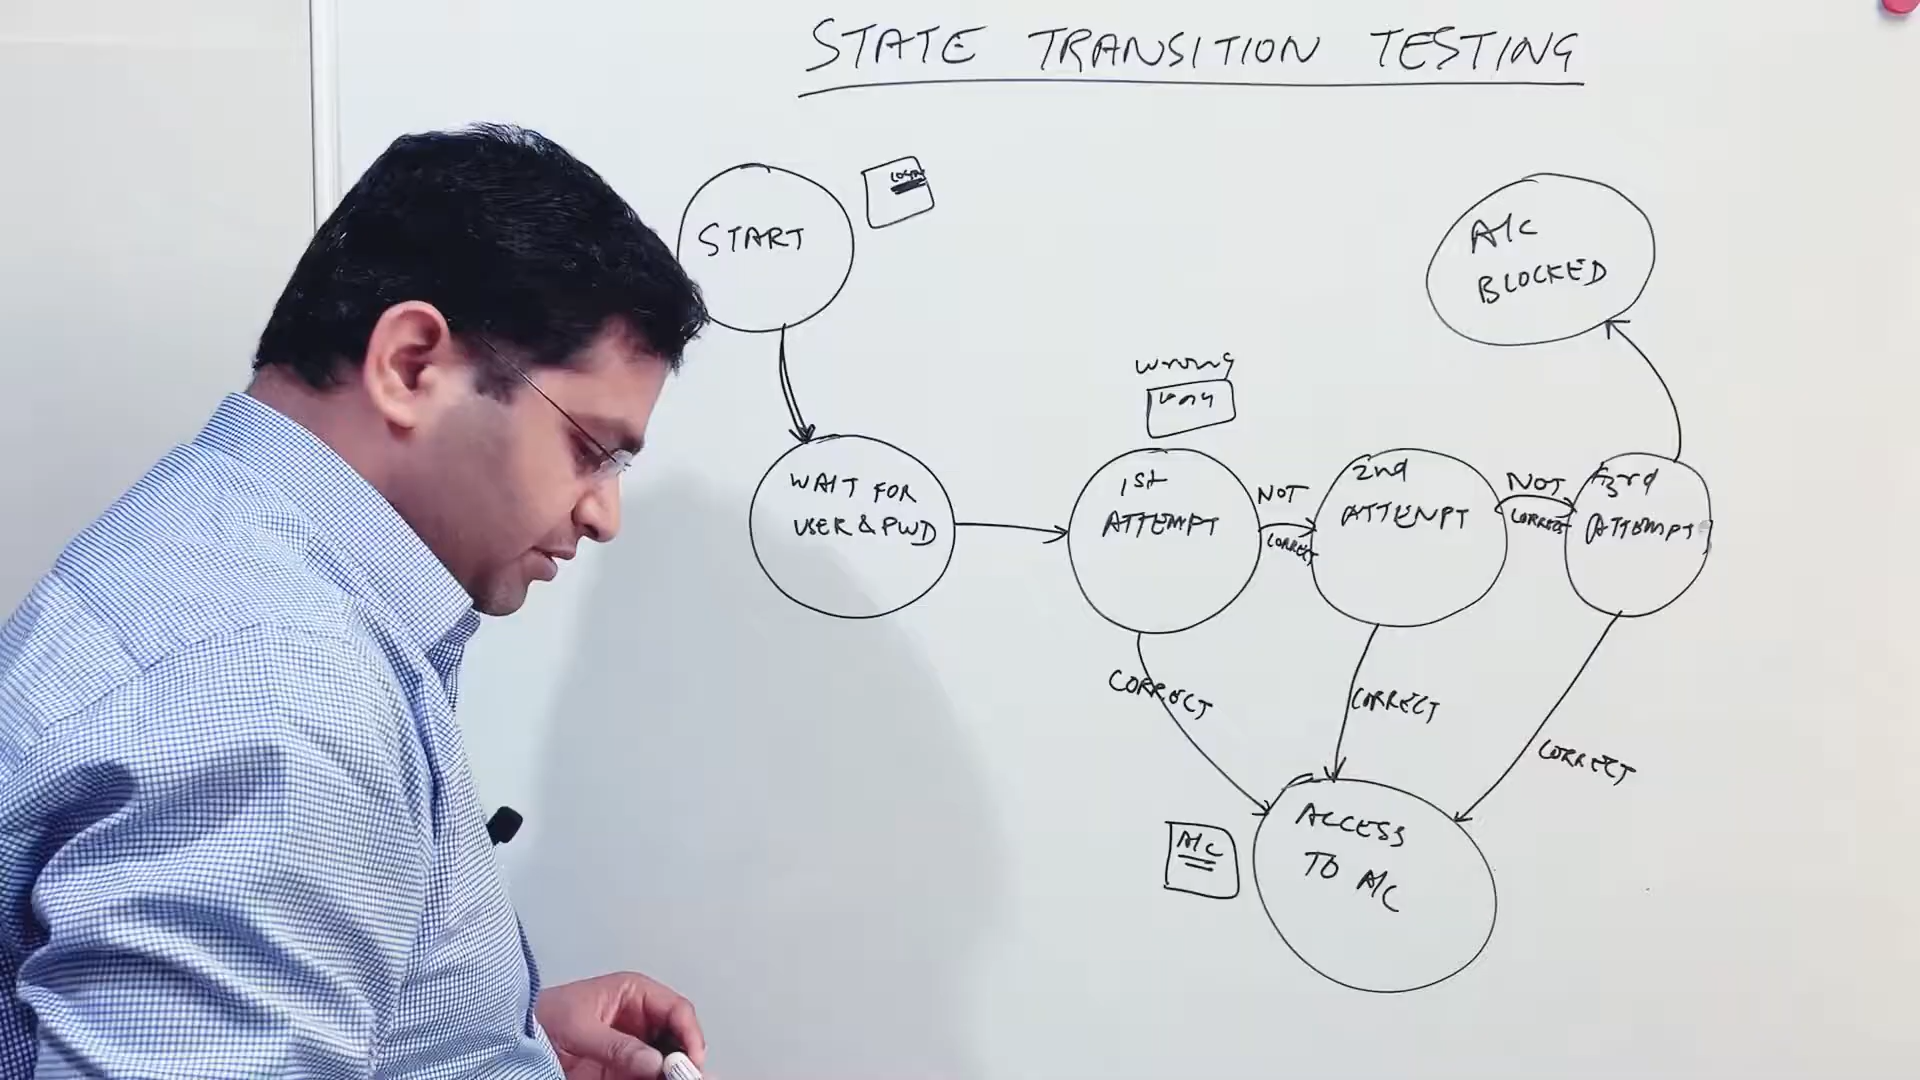 STATE TRANSITION TESTING
START
LOGIN
A/C
BLOCKED
wrong
WAIT FOR
USER & PWD
1st
ATTEMPT
NOT
CORRECT
2nd
ATTEMPT
NOT
CORRECT
3rd
ATTEMPT
CORRECT
CORRECT
CORRECT
A/C
ACCESS
TO A/C